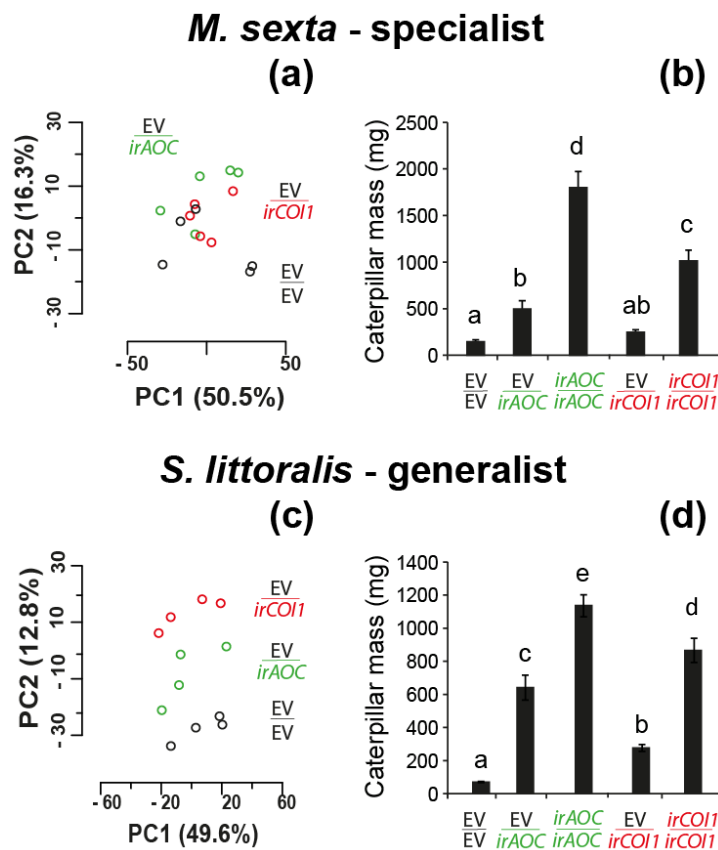 M. sexta - specialist
(a)
(b)
30
10
- 10
- 30
PC2 (16.3%)
EV
irAOC
EV
irCOI1
EV
EV
- 50
50
PC1 (50.5%)
2500
2000
1500
1000
500
0
Caterpillar mass (mg)
a
b
d
ab
c
EV
EV
EV
irAOC
irAOC
irAOC
EV
irCOI1
irCOI1
irCOI1
S. littoralis - generalist
(c)
(d)
30
10
-10
-30
PC2 (12.8%)
EV
irCOI1
EV
irAOC
EV
EV
- 60
- 20
20
60
PC1 (49.6%)
1400
1200
1000
800
600
400
200
0
Caterpillar mass (mg)
a
c
e
b
d
EV
EV
EV
irAOC
irAOC
irAOC
EV
irCOI1
irCOI1
irCOI1